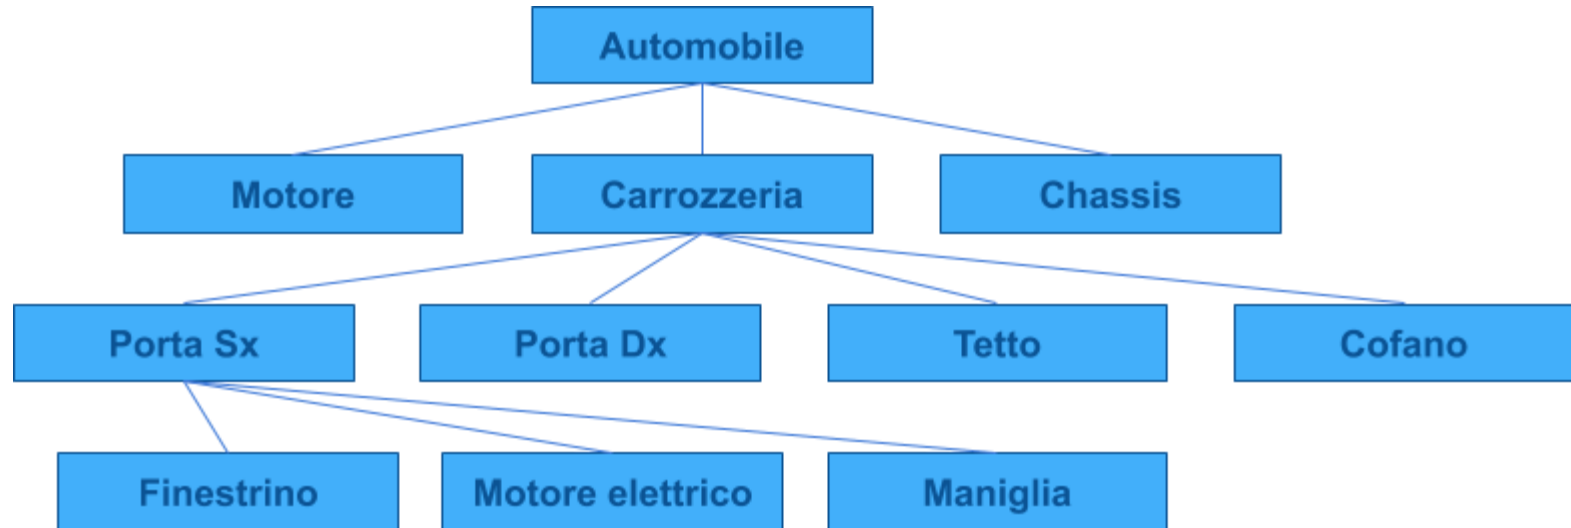 Automobile
Motore
Carrozzeria
Chassis
Porta Sx
Porta Dx
Tetto
Cofano
Finestrino
Motore elettrico
Maniglia